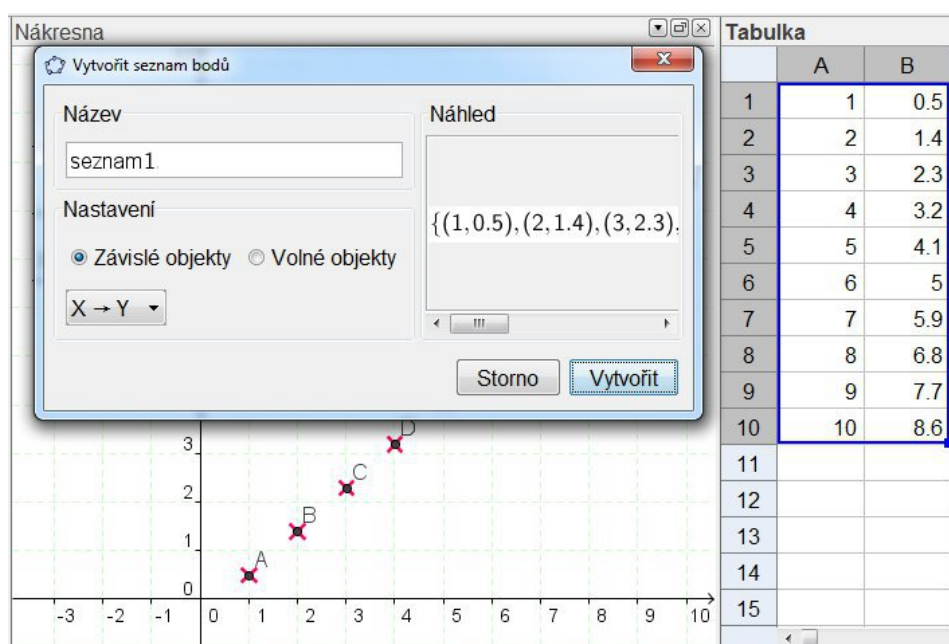 Nákresna
Tabulka
Vytvořit seznam bodů
Název
seznam1
Nastavení
Závislé objekty Volné objekty
X → Y
Náhled
{(1,0.5),(2,1.4),(3,2.3),
Storno Vytvořit
A B
1 1 0.5
2 2 1.4
3 3 2.3
4 4 3.2
5 5 4.1
6 6 5
7 7 5.9
8 8 6.8
9 9 7.7
10 10 8.6
11
12
13
14
15
D
3
C
2
B
1
A
0
-3 -2 -1 0 1 2 3 4 5 6 7 8 9 10